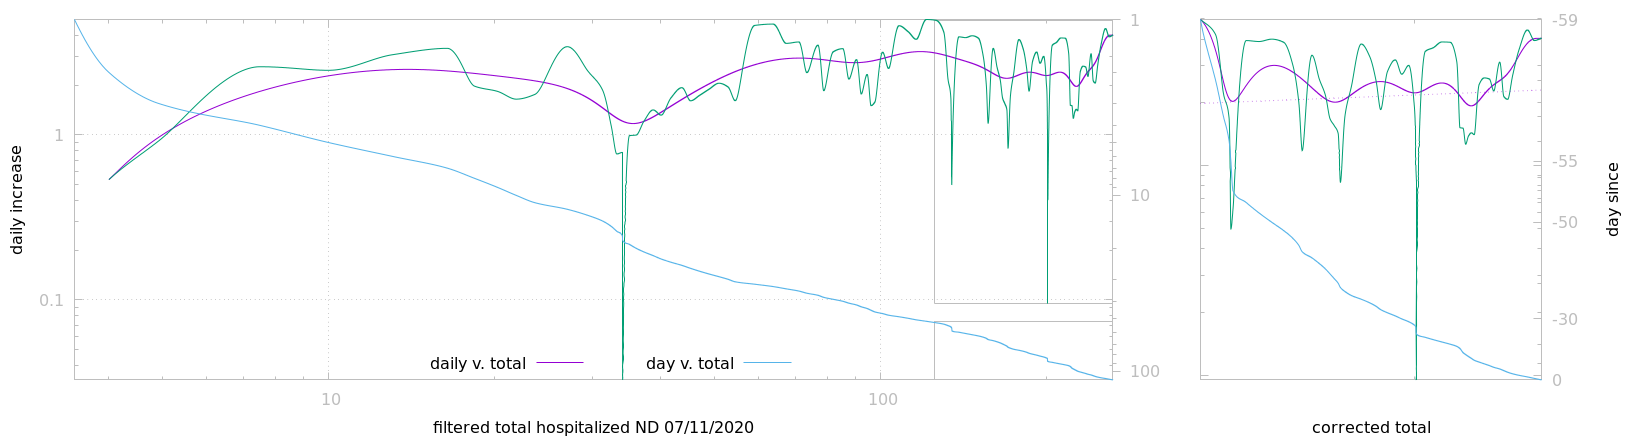 1
0.1
daily increase
10
100
filtered total hospitalized ND 07/11/2020
daily v. total
day v. total
1
10
100
-59
-55
-50
-30
0
day since
corrected total